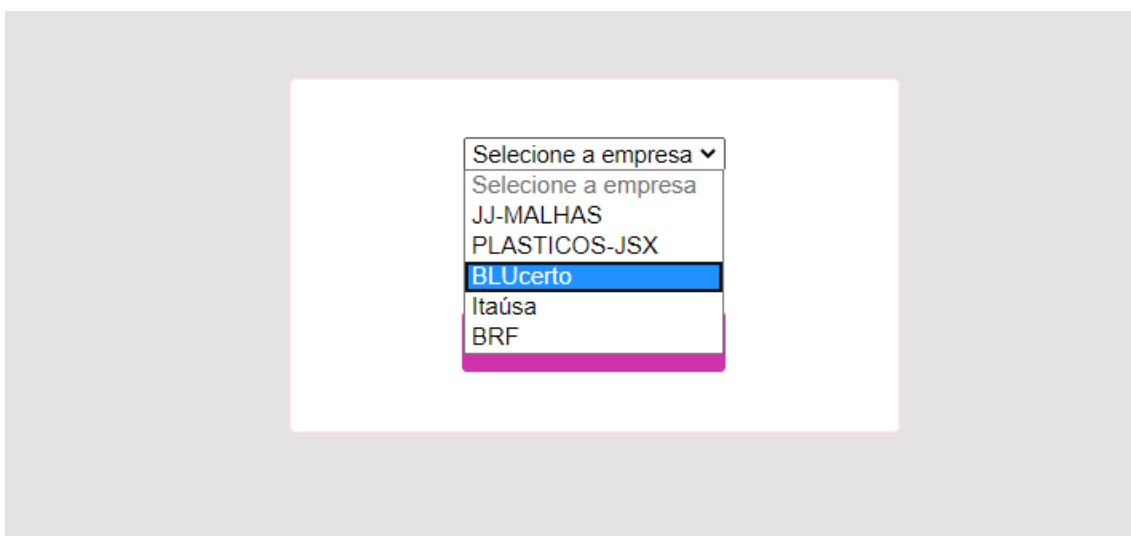 Selecione a empresa
Selecione a empresa
JJ-MALHAS
PLASTICOS-JSX
BLUcerto
Itaúsa
BRF